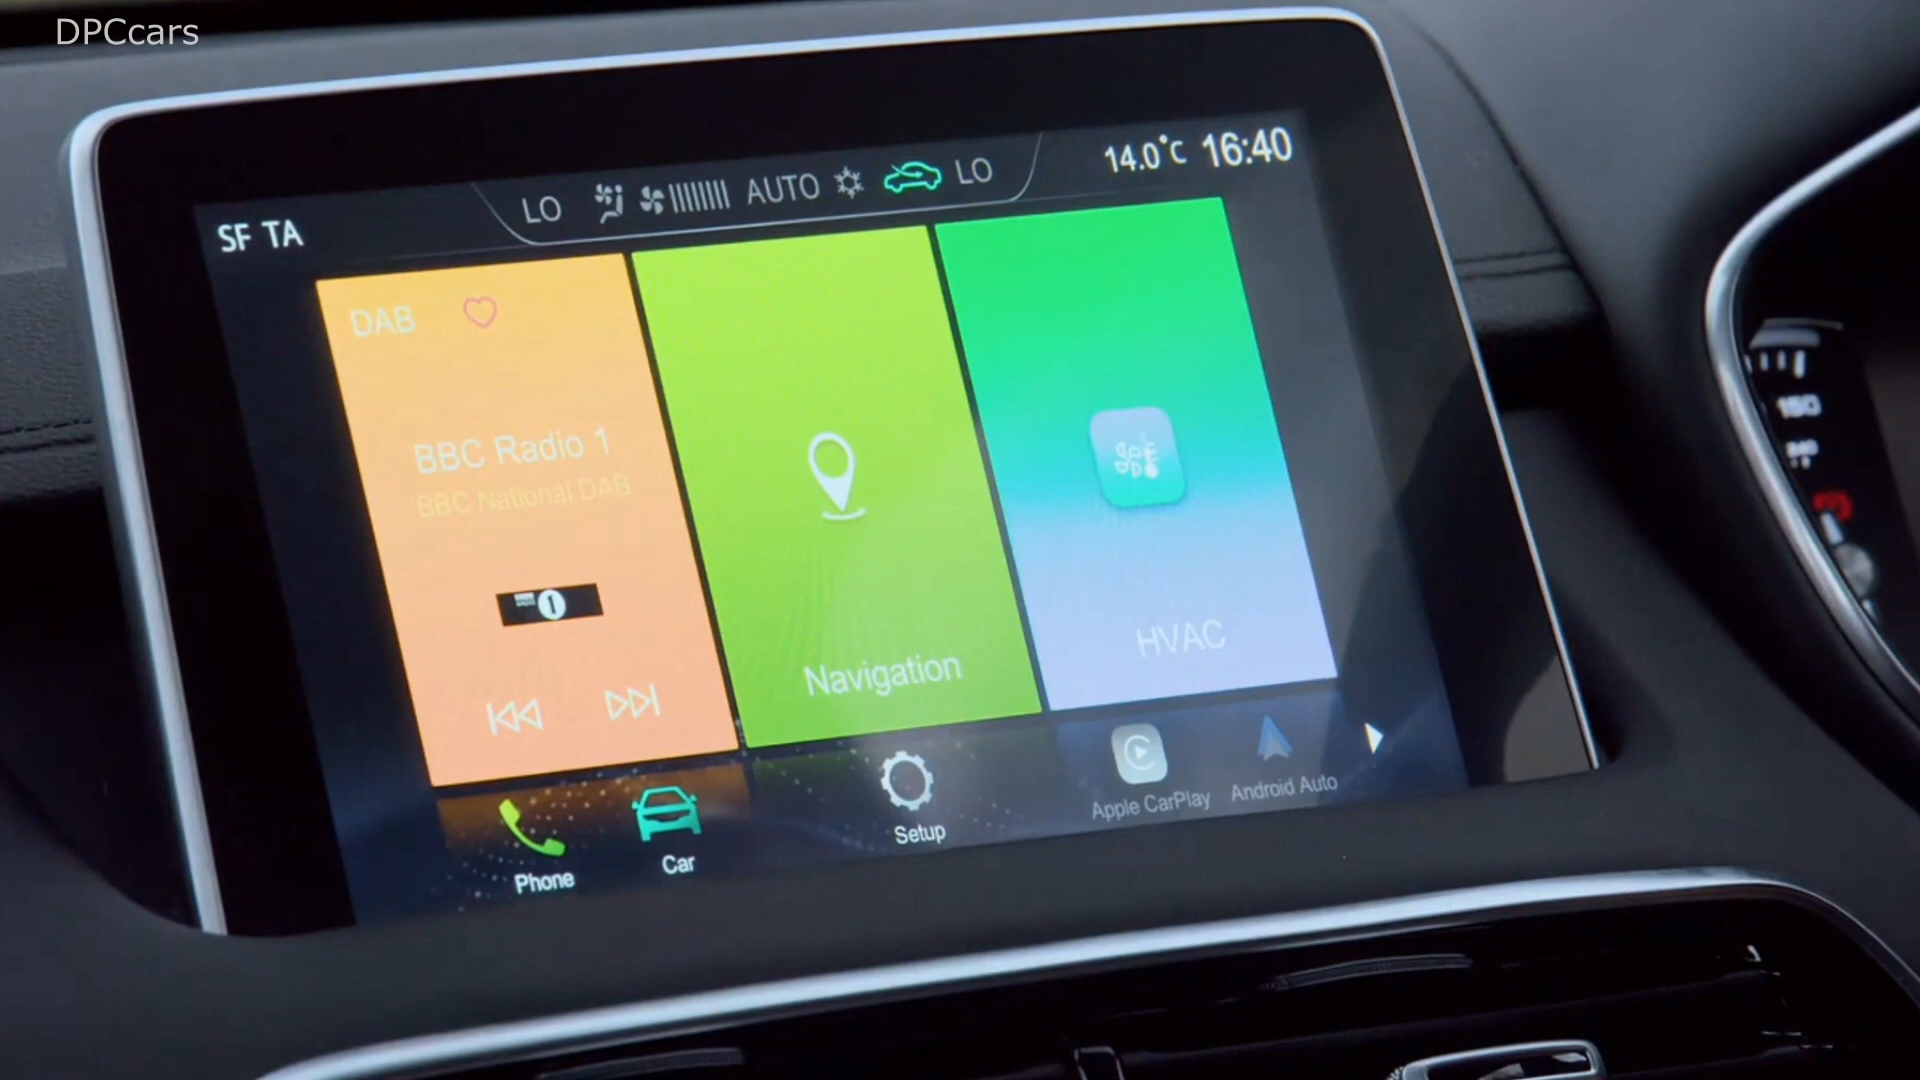 DPCcars
SF TA
LO
AUTO
LO
14.0°C 16:40
DAB
BBC Radio 1
BBC National DAB
1
Navigation
HVAC
Phone
Car
Setup
Apple CarPlay
Android Auto